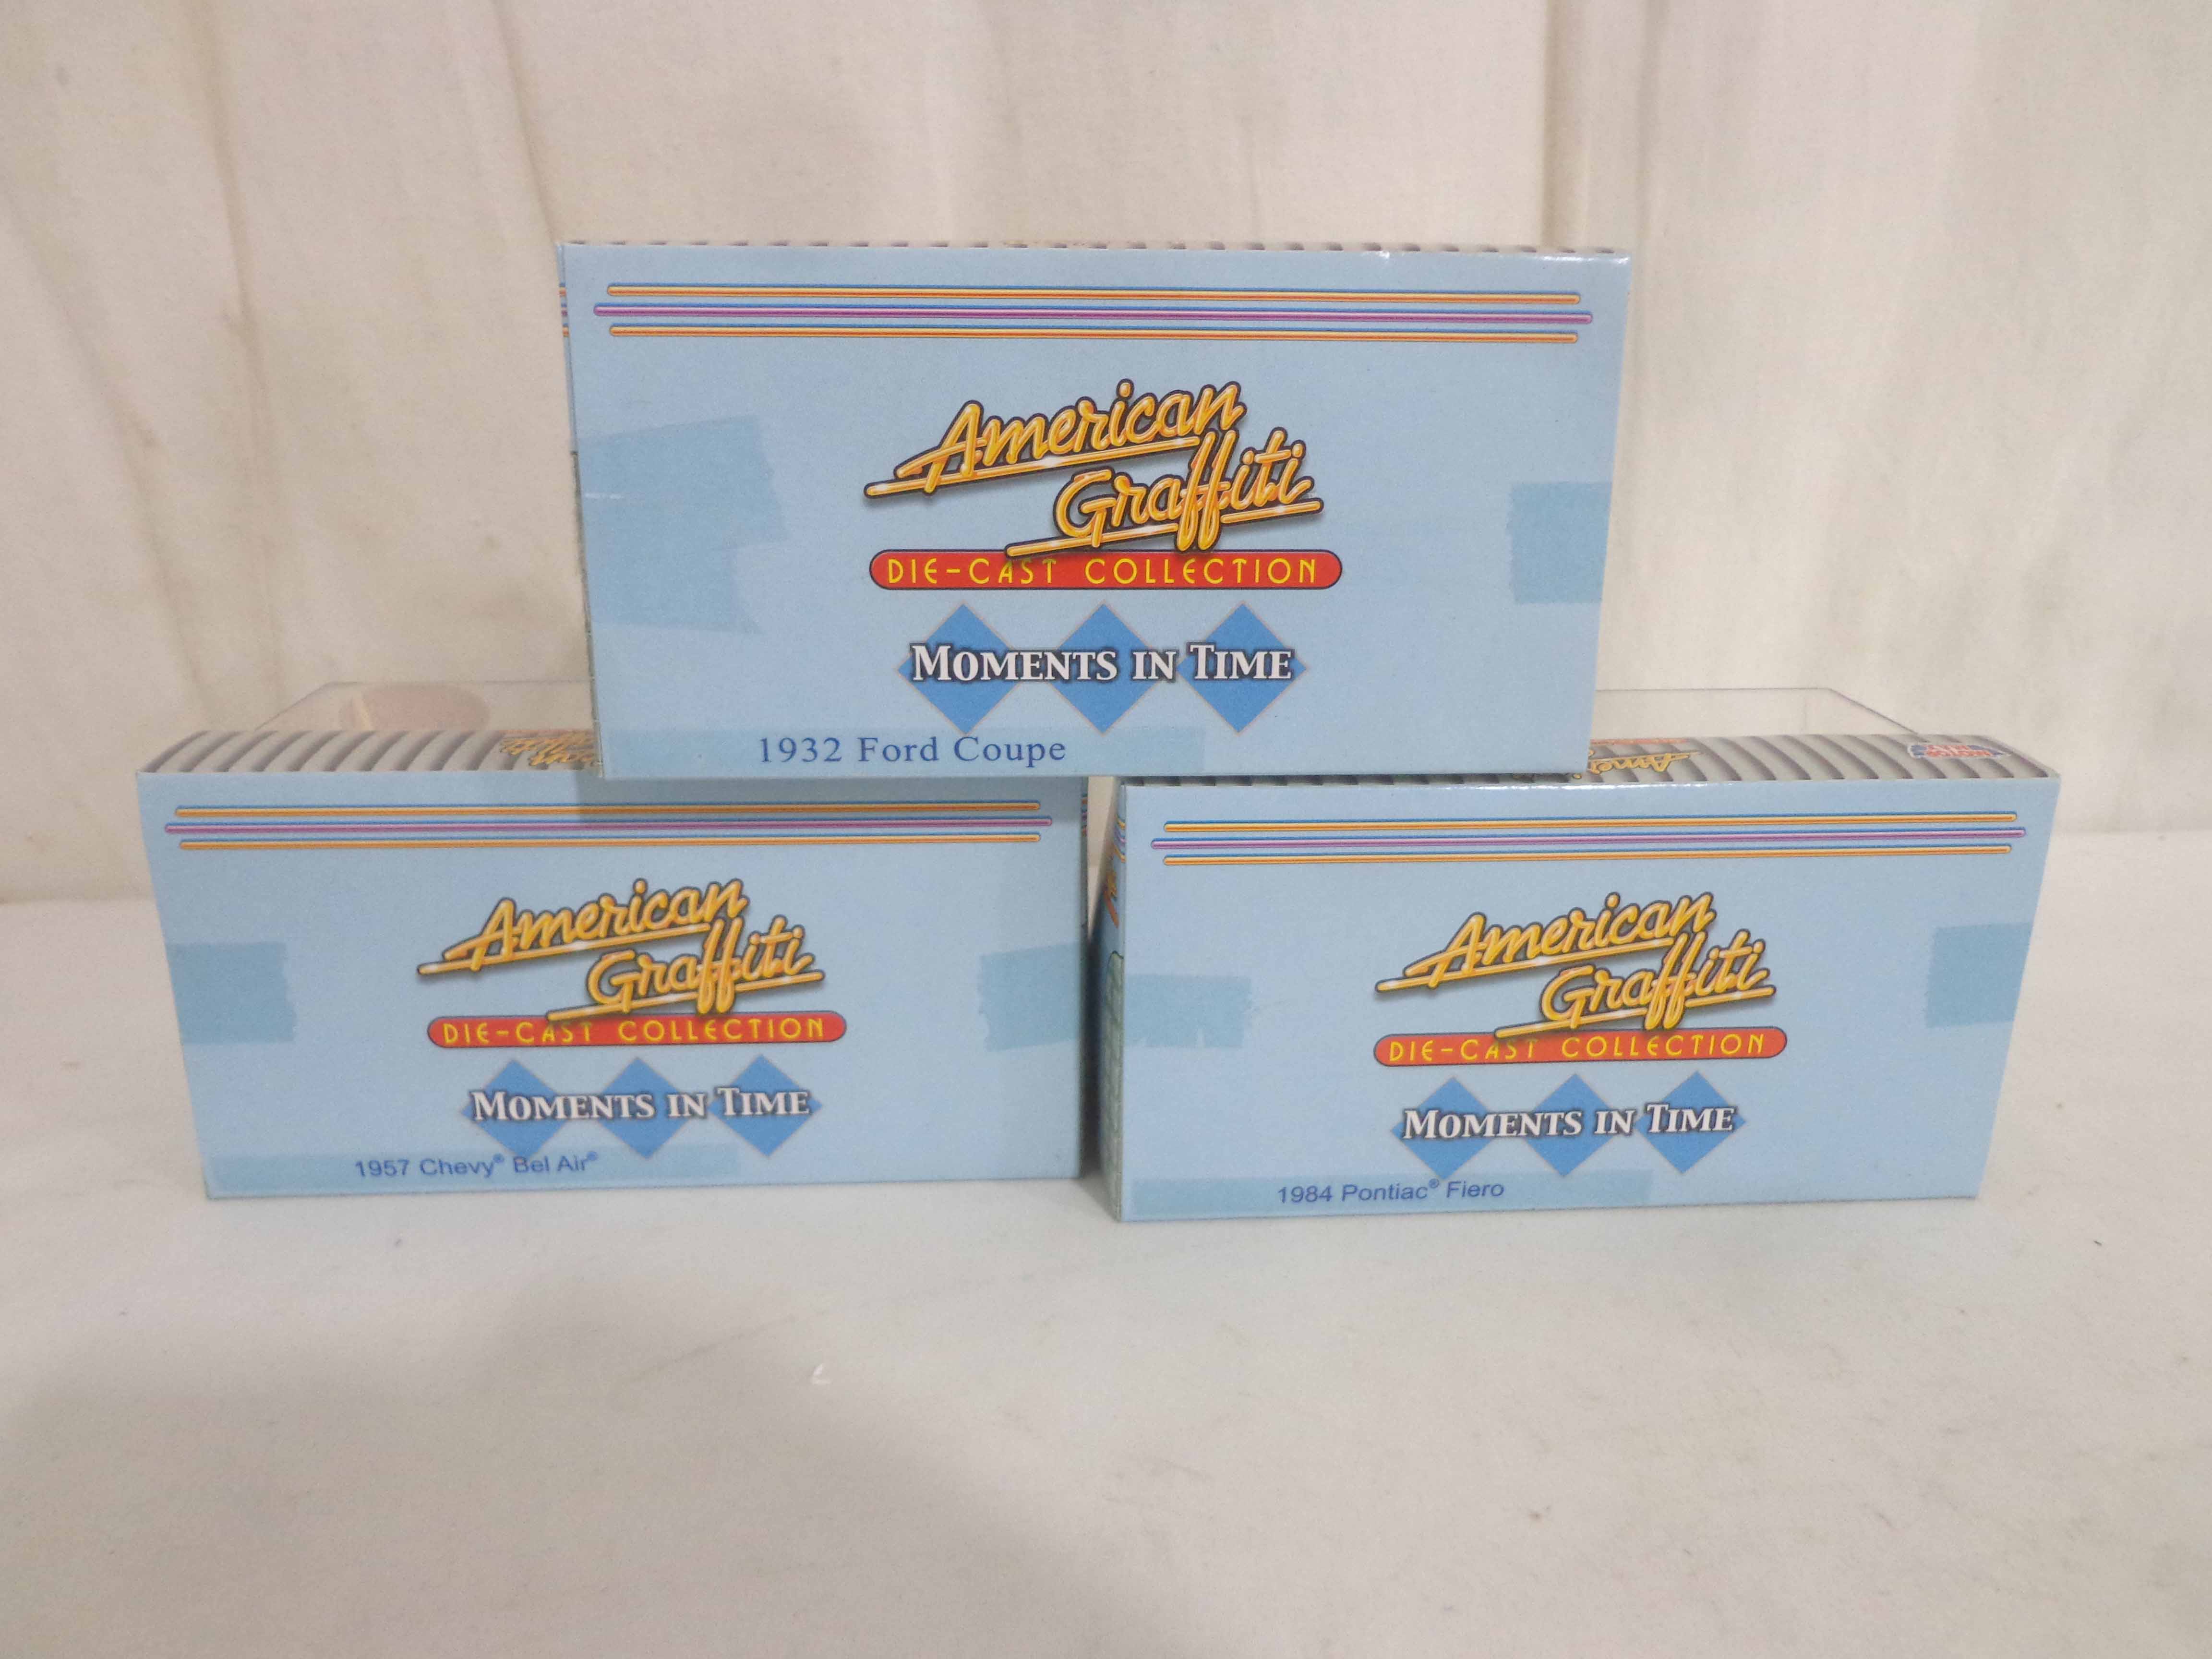 American
Graffiti
DIE-CAST COLLECTION
MOMENTS IN TIME
1932 Ford Coupe
American
Graffiti
DIE-CAST COLLECTION
MOMENTS IN TIME
1957 Chevy® Bel Air®
American
Graffiti
DIE-CAST COLLECTION
MOMENTS IN TIME
1984 Pontiac® Fiero